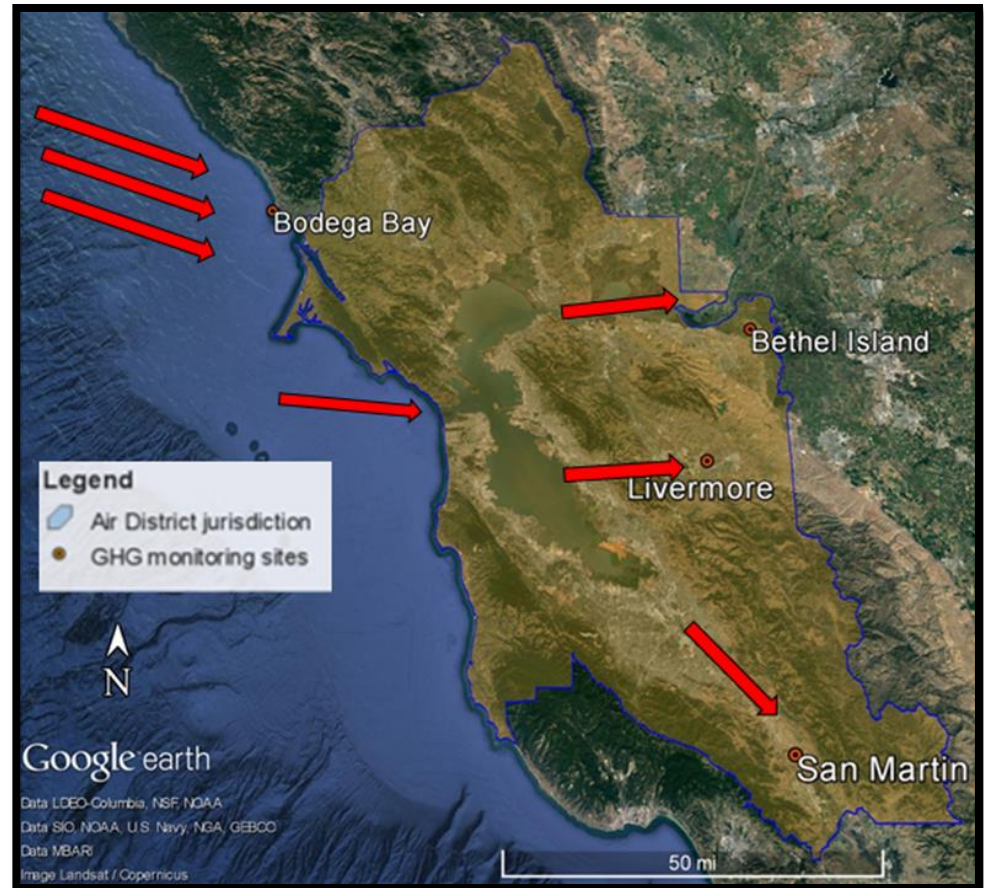 Bodega Bay
Bethel Island
Livermore
Legend
Air District jurisdiction
GHG monitoring sites
N
San Martin
Google earth
Data LDEO-Columbia, NSF, NOAA
Data SIO, NOAA, U.S. Navy, NGA, GEBCO
Data MBARI
Image Landsat / Copernicus
50 mi